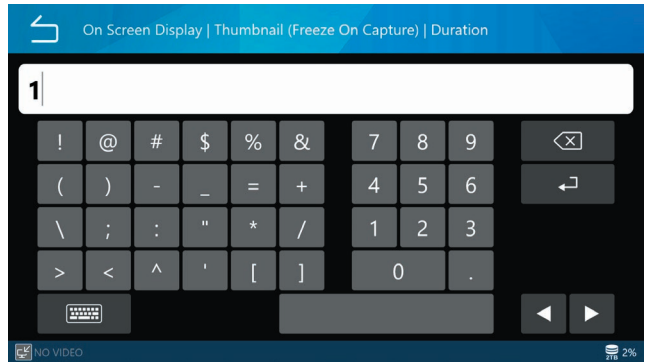 On Screen Display | Thumbnail (Freeze On Capture) | Duration
1
! @ # $ % & 7 8 9
( ) - _ = + 4 5 6
\ ; : " * / 1 2 3
> < ^ ' [ ] 0 .
NO VIDEO 2TB 2%